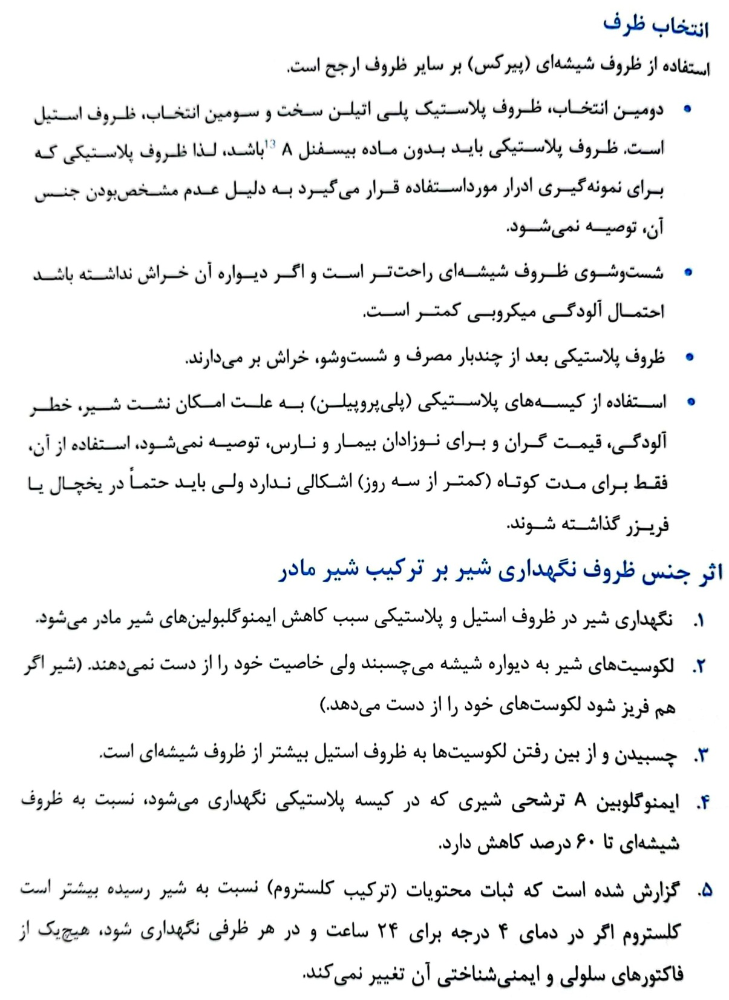 انتخاب ظرف
استفاده از ظروف شیشه‌ای (پیرکس) بر سایر ظروف ارجح است.
• دومین انتخاب، ظروف پلاستیک پلی اتیلن سخت و سومین انتخاب، ظروف استیل
است. ظروف پلاستیکی باید بدون ماده بیسفنل A 13باشد، لذا ظروف پلاستیکی که
برای نمونه‌گیری ادرار مورداستفاده قرار می‌گیرد به دلیل عدم مشخص‌بودن جنس
آن، توصیه نمی‌شود.
• شست‌وشوی ظروف شیشه‌ای راحت‌تر است و اگر دیواره آن خراش نداشته باشد
احتمال آلودگی میکروبی کمتر است.
• ظروف پلاستیکی بعد از چندبار مصرف و شست‌وشو، خراش بر می‌دارند.
• استفاده از کیسه‌های پلاستیکی (پلی‌پروپیلن) به علت امکان نشت شیر، خطر
آلودگی، قیمت گران و برای نوزادان بیمار و نارس، توصیه نمی‌شود، استفاده از آن،
فقط برای مدت کوتاه (کمتر از سه روز) اشکالی ندارد ولی باید حتماً در یخچال یا
فریزر گذاشته شوند.
اثر جنس ظروف نگهداری شیر بر ترکیب شیر مادر
۱. نگهداری شیر در ظروف استیل و پلاستیکی سبب کاهش ایمنوگلبولین‌های شیر مادر می‌شود.
۲. لکوسیت‌های شیر به دیواره شیشه می‌چسبند ولی خاصیت خود را از دست نمی‌دهند. (شیر اگر
هم فریز شود لکوست‌های خود را از دست می‌دهد.)
۳. چسبیدن و از بین رفتن لکوسیت‌ها به ظروف استیل بیشتر از ظروف شیشه‌ای است.
۴. ایمنوگلوبین A ترشحی شیری که در کیسه پلاستیکی نگهداری می‌شود، نسبت به ظروف
شیشه‌ای تا ۶۰ درصد کاهش دارد.
۵. گزارش شده است که ثبات محتویات (ترکیب کلستروم) نسبت به شیر رسیده بیشتر است
کلستروم اگر در دمای ۴ درجه برای ۲۴ ساعت و در هر ظرفی نگهداری شود، هیچ‌یک از
فاکتورهای سلولی و ایمنی‌شناختی آن تغییر نمی‌کند.